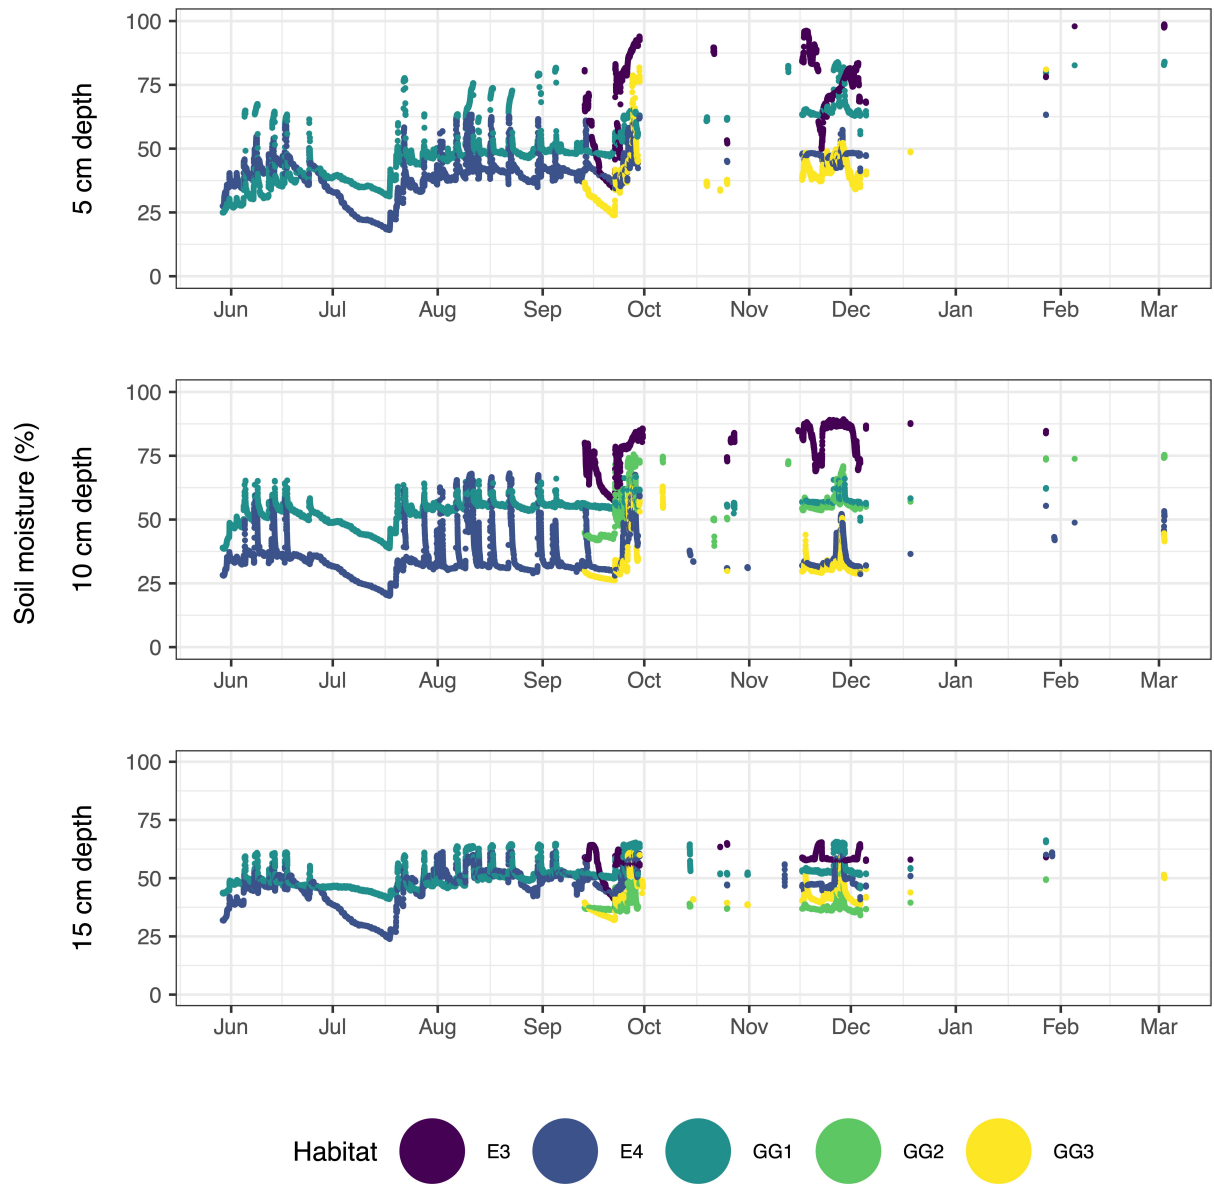 100
75
50
25
0
5 cm depth
Jun Jul Aug Sep Oct Nov Dec Jan Feb Mar
100
75
50
25
0
10 cm depth
Soil moisture (%)
Jun Jul Aug Sep Oct Nov Dec Jan Feb Mar
100
75
50
25
0
15 cm depth
Jun Jul Aug Sep Oct Nov Dec Jan Feb Mar
Habitat E3 E4 GG1 GG2 GG3